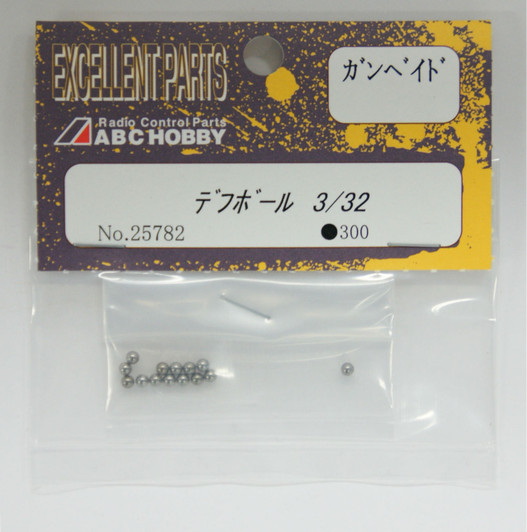 EXCELLENT PARTS
ガンベイド
Radio Control Parts
ABC HOBBY
デフボール 3/32
No.25782
●300